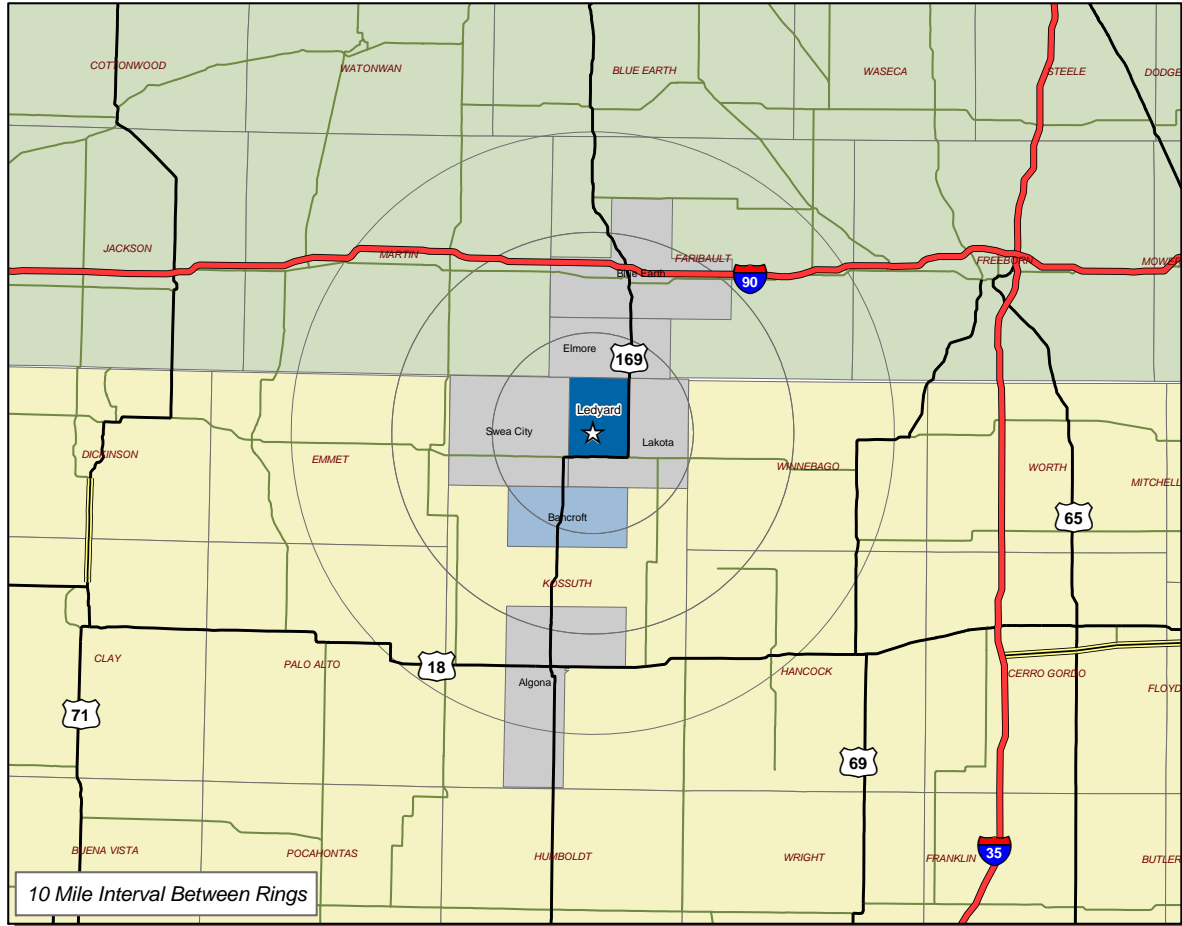 COTTONWOOD
WATONWAN
BLUE EARTH
WASECA
STEELE
DODGE
JACKSON
MARTIN
FARIBAULT
FREEBORN
MOWER
Blue Earth
90
Elmore
169
Ledyard
Swea City
Lakota
DICKINSON
EMMET
WINNEBAGO
WORTH
MITCHELL
Bancroft
65
KOSSUTH
CLAY
PALO ALTO
18
HANCOCK
CERRO GORDO
Algona
FLOYD
71
69
BUENA VISTA
POCAHONTAS
HUMBOLDT
WRIGHT
FRANKLIN
35
BUTLER
10 Mile Interval Between Rings